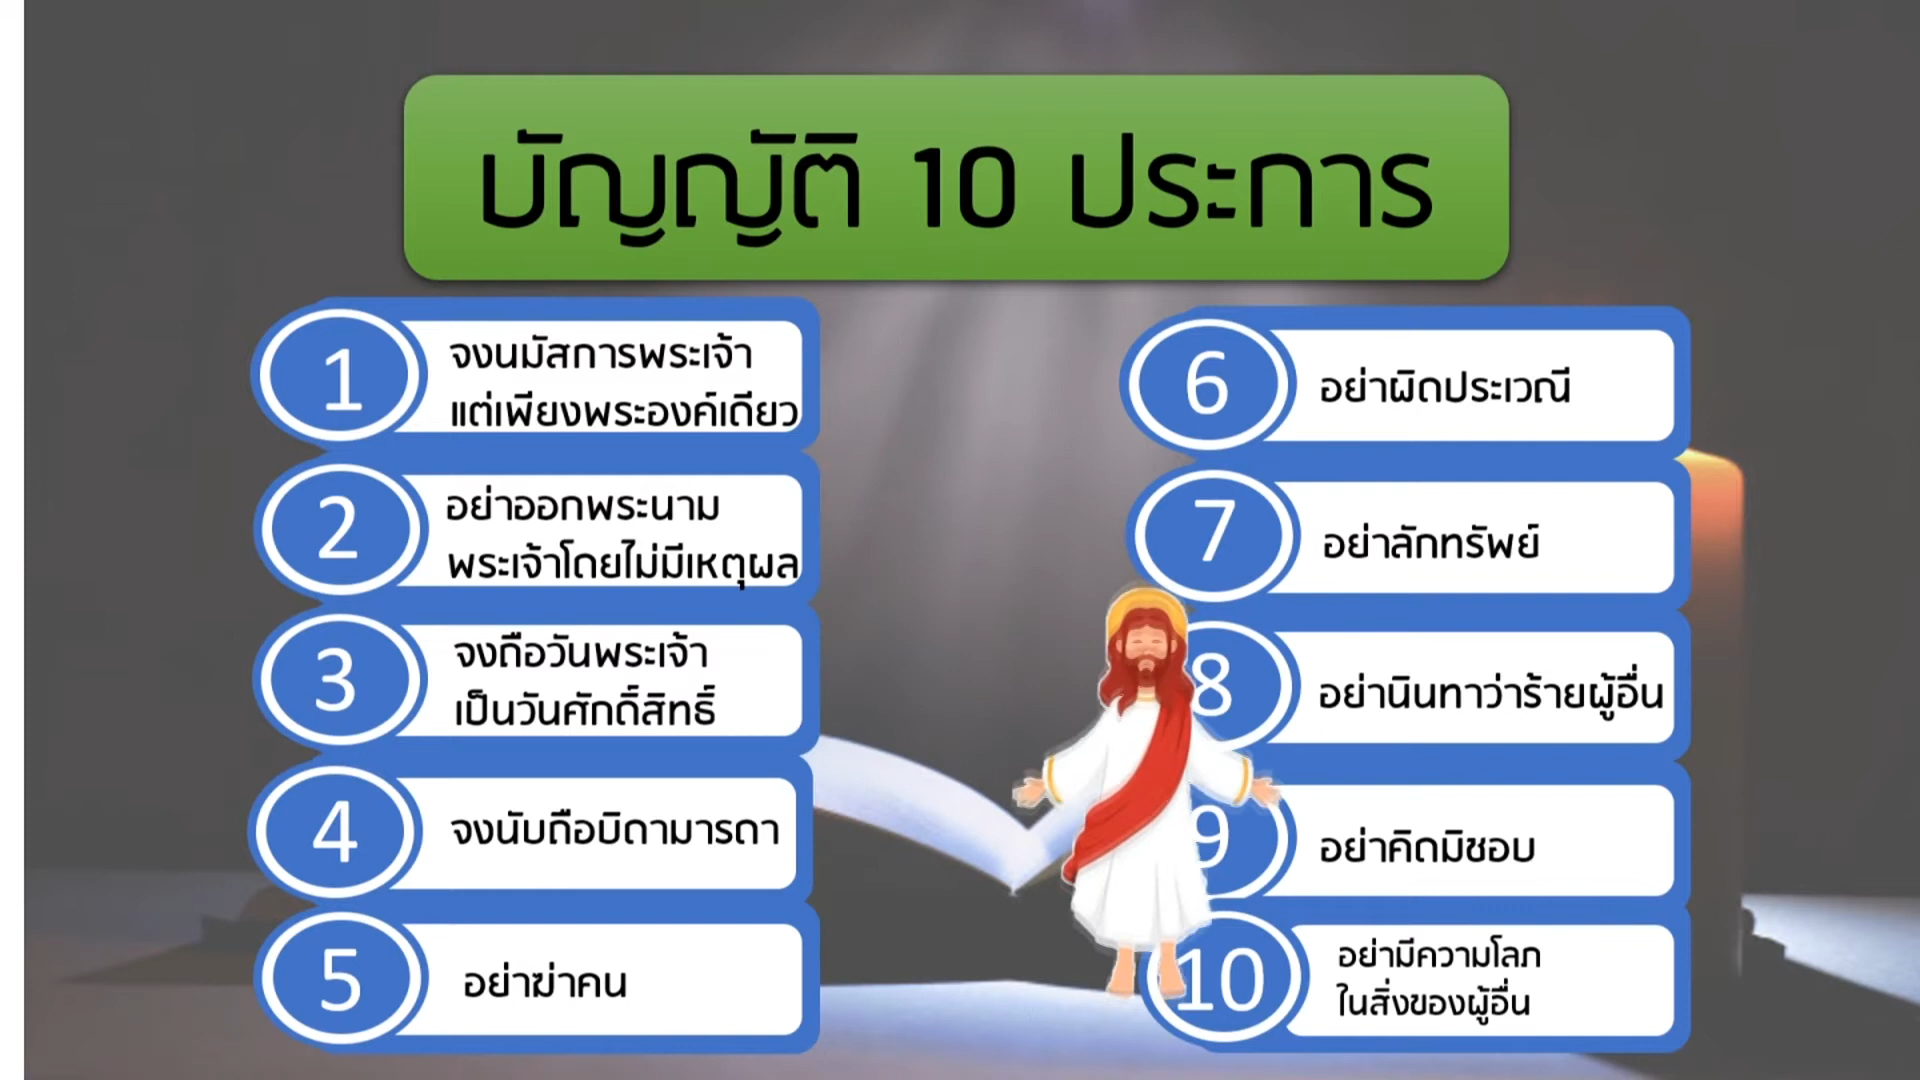 บัญญัติ 10 ประการ
1
จงนมัสการพระเจ้า
แต่เพียงพระองค์เดียว
2
อย่าออกพระนาม
พระเจ้าโดยไม่มีเหตุผล
3
จงถือวันพระเจ้า
เป็นวันศักดิ์สิทธิ์
4
จงนับถือบิดามารดา
5
อย่าฆ่าคน
6
อย่าผิดประเวณี
7
อย่าลักทรัพย์
8
อย่านินทาว่าร้ายผู้อื่น
9
อย่าคิดมิชอบ
10
อย่ามีความโลภ
ในสิ่งของผู้อื่น